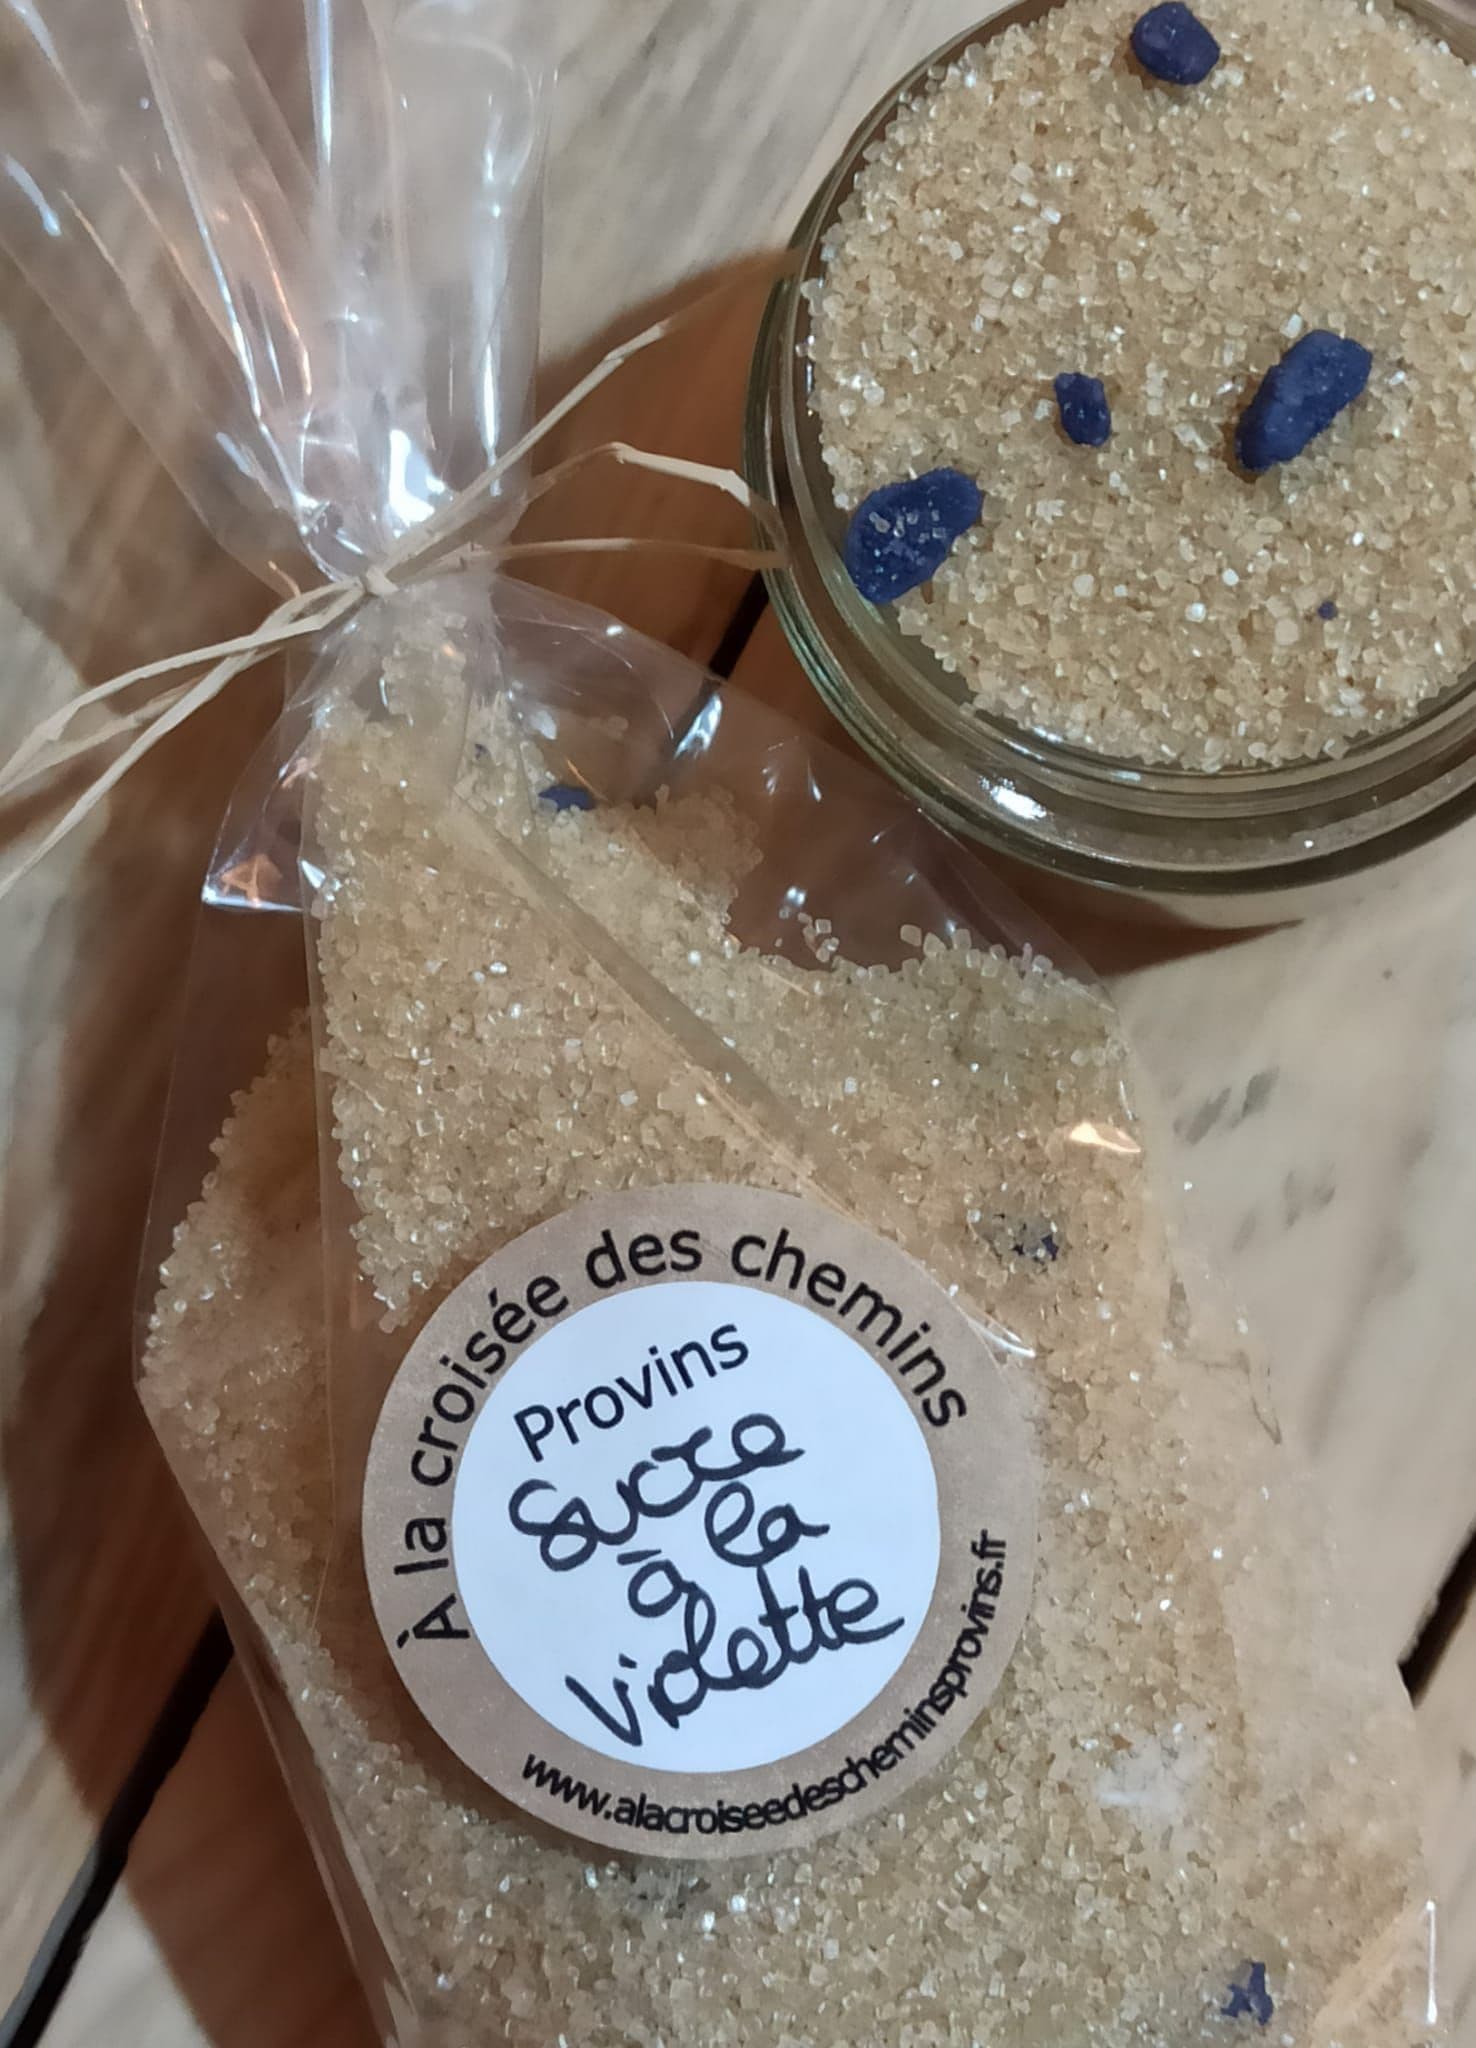 À la croisée des chemins
Provins
Sucre
à la
Violette
www.alacroiseedescheminsprovins.fr